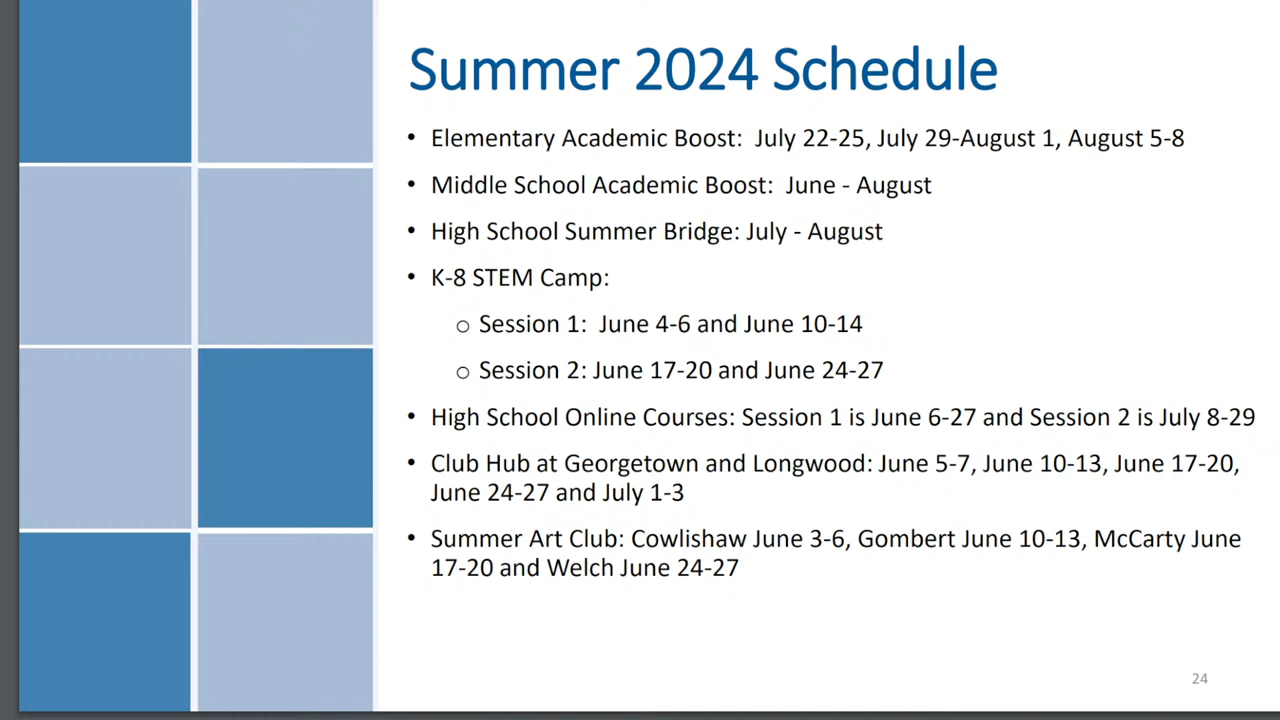 Summer 2024 Schedule
• Elementary Academic Boost:  July 22-25, July 29-August 1, August 5-8
• Middle School Academic Boost:  June - August
• High School Summer Bridge: July - August
• K-8 STEM Camp:
o Session 1:  June 4-6 and June 10-14
o Session 2: June 17-20 and June 24-27
• High School Online Courses: Session 1 is June 6-27 and Session 2 is July 8-29
• Club Hub at Georgetown and Longwood: June 5-7, June 10-13, June 17-20,
June 24-27 and July 1-3
• Summer Art Club: Cowlishaw June 3-6, Gombert June 10-13, McCarty June
17-20 and Welch June 24-27
24